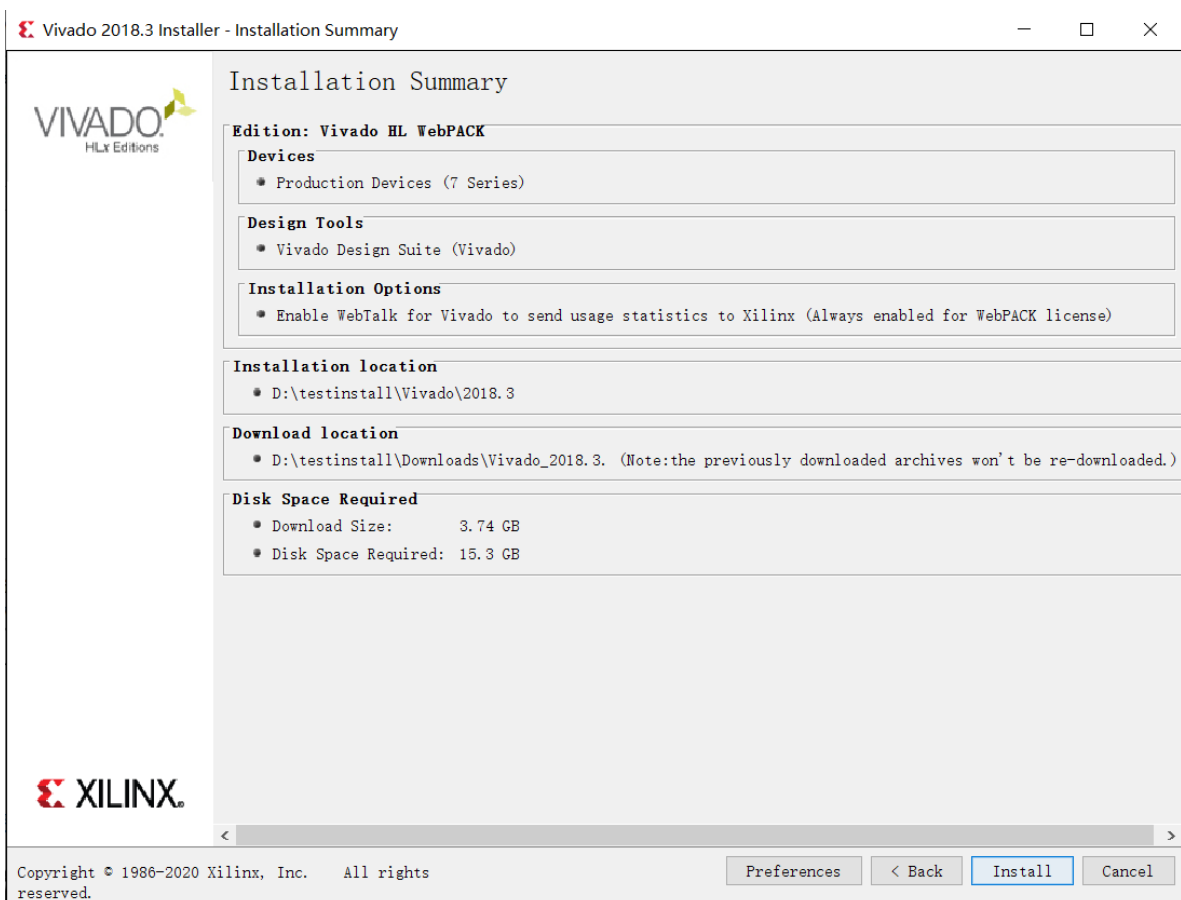 Vivado 2018.3 Installer - Installation Summary
VIVADO.
HLx Editions
Installation Summary
Edition: Vivado HL WebPACK
Devices
Production Devices (7 Series)
Design Tools
Vivado Design Suite (Vivado)
Installation Options
Enable WebTalk for Vivado to send usage statistics to Xilinx (Always enabled for WebPACK license)
Installation location
D:\testinstall\Vivado\2018.3
Download location
D:\testinstall\Downloads\Vivado_2018.3. (Note:the previously downloaded archives won't be re-downloaded.)
Disk Space Required
Download Size: 3.74 GB
Disk Space Required: 15.3 GB
XILINX®
Copyright © 1986-2020 Xilinx, Inc. All rights
reserved.
Preferences < Back Install Cancel